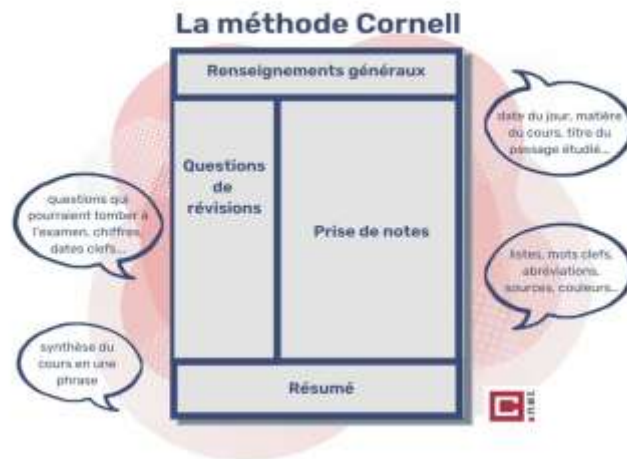 La méthode Cornell
Renseignements généraux
date du jour, matière
du cours, titre du
passage étudié...
Questions
de
révisions
questions qui
pourraient tomber à
l'examen, chiffres,
dates clefs...
Prise de notes
listes, mots clefs,
abréviations,
sources, couleurs...
synthèse du
cours en une
phrase
Résumé